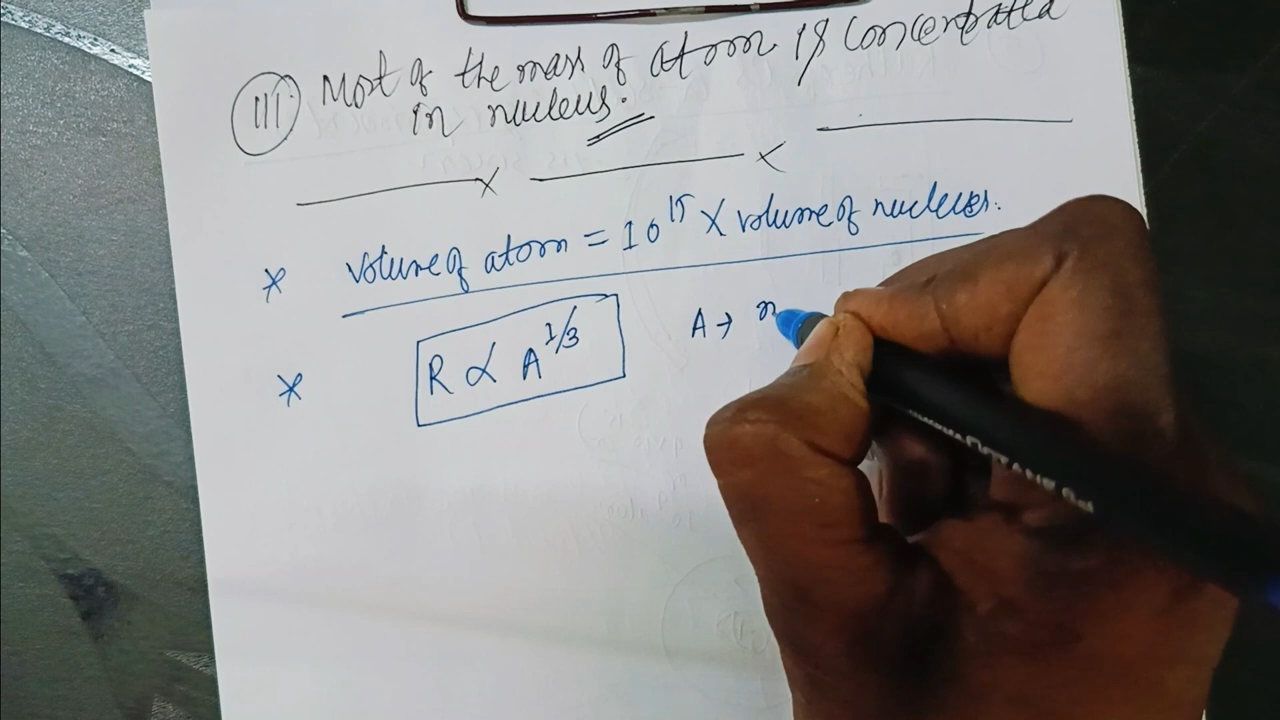 III Most of the mass of atom is concentrated
in nucleus.
* volume of atom = 10^15 X volume of nucleus.
* R ∝ A^1/3 A →